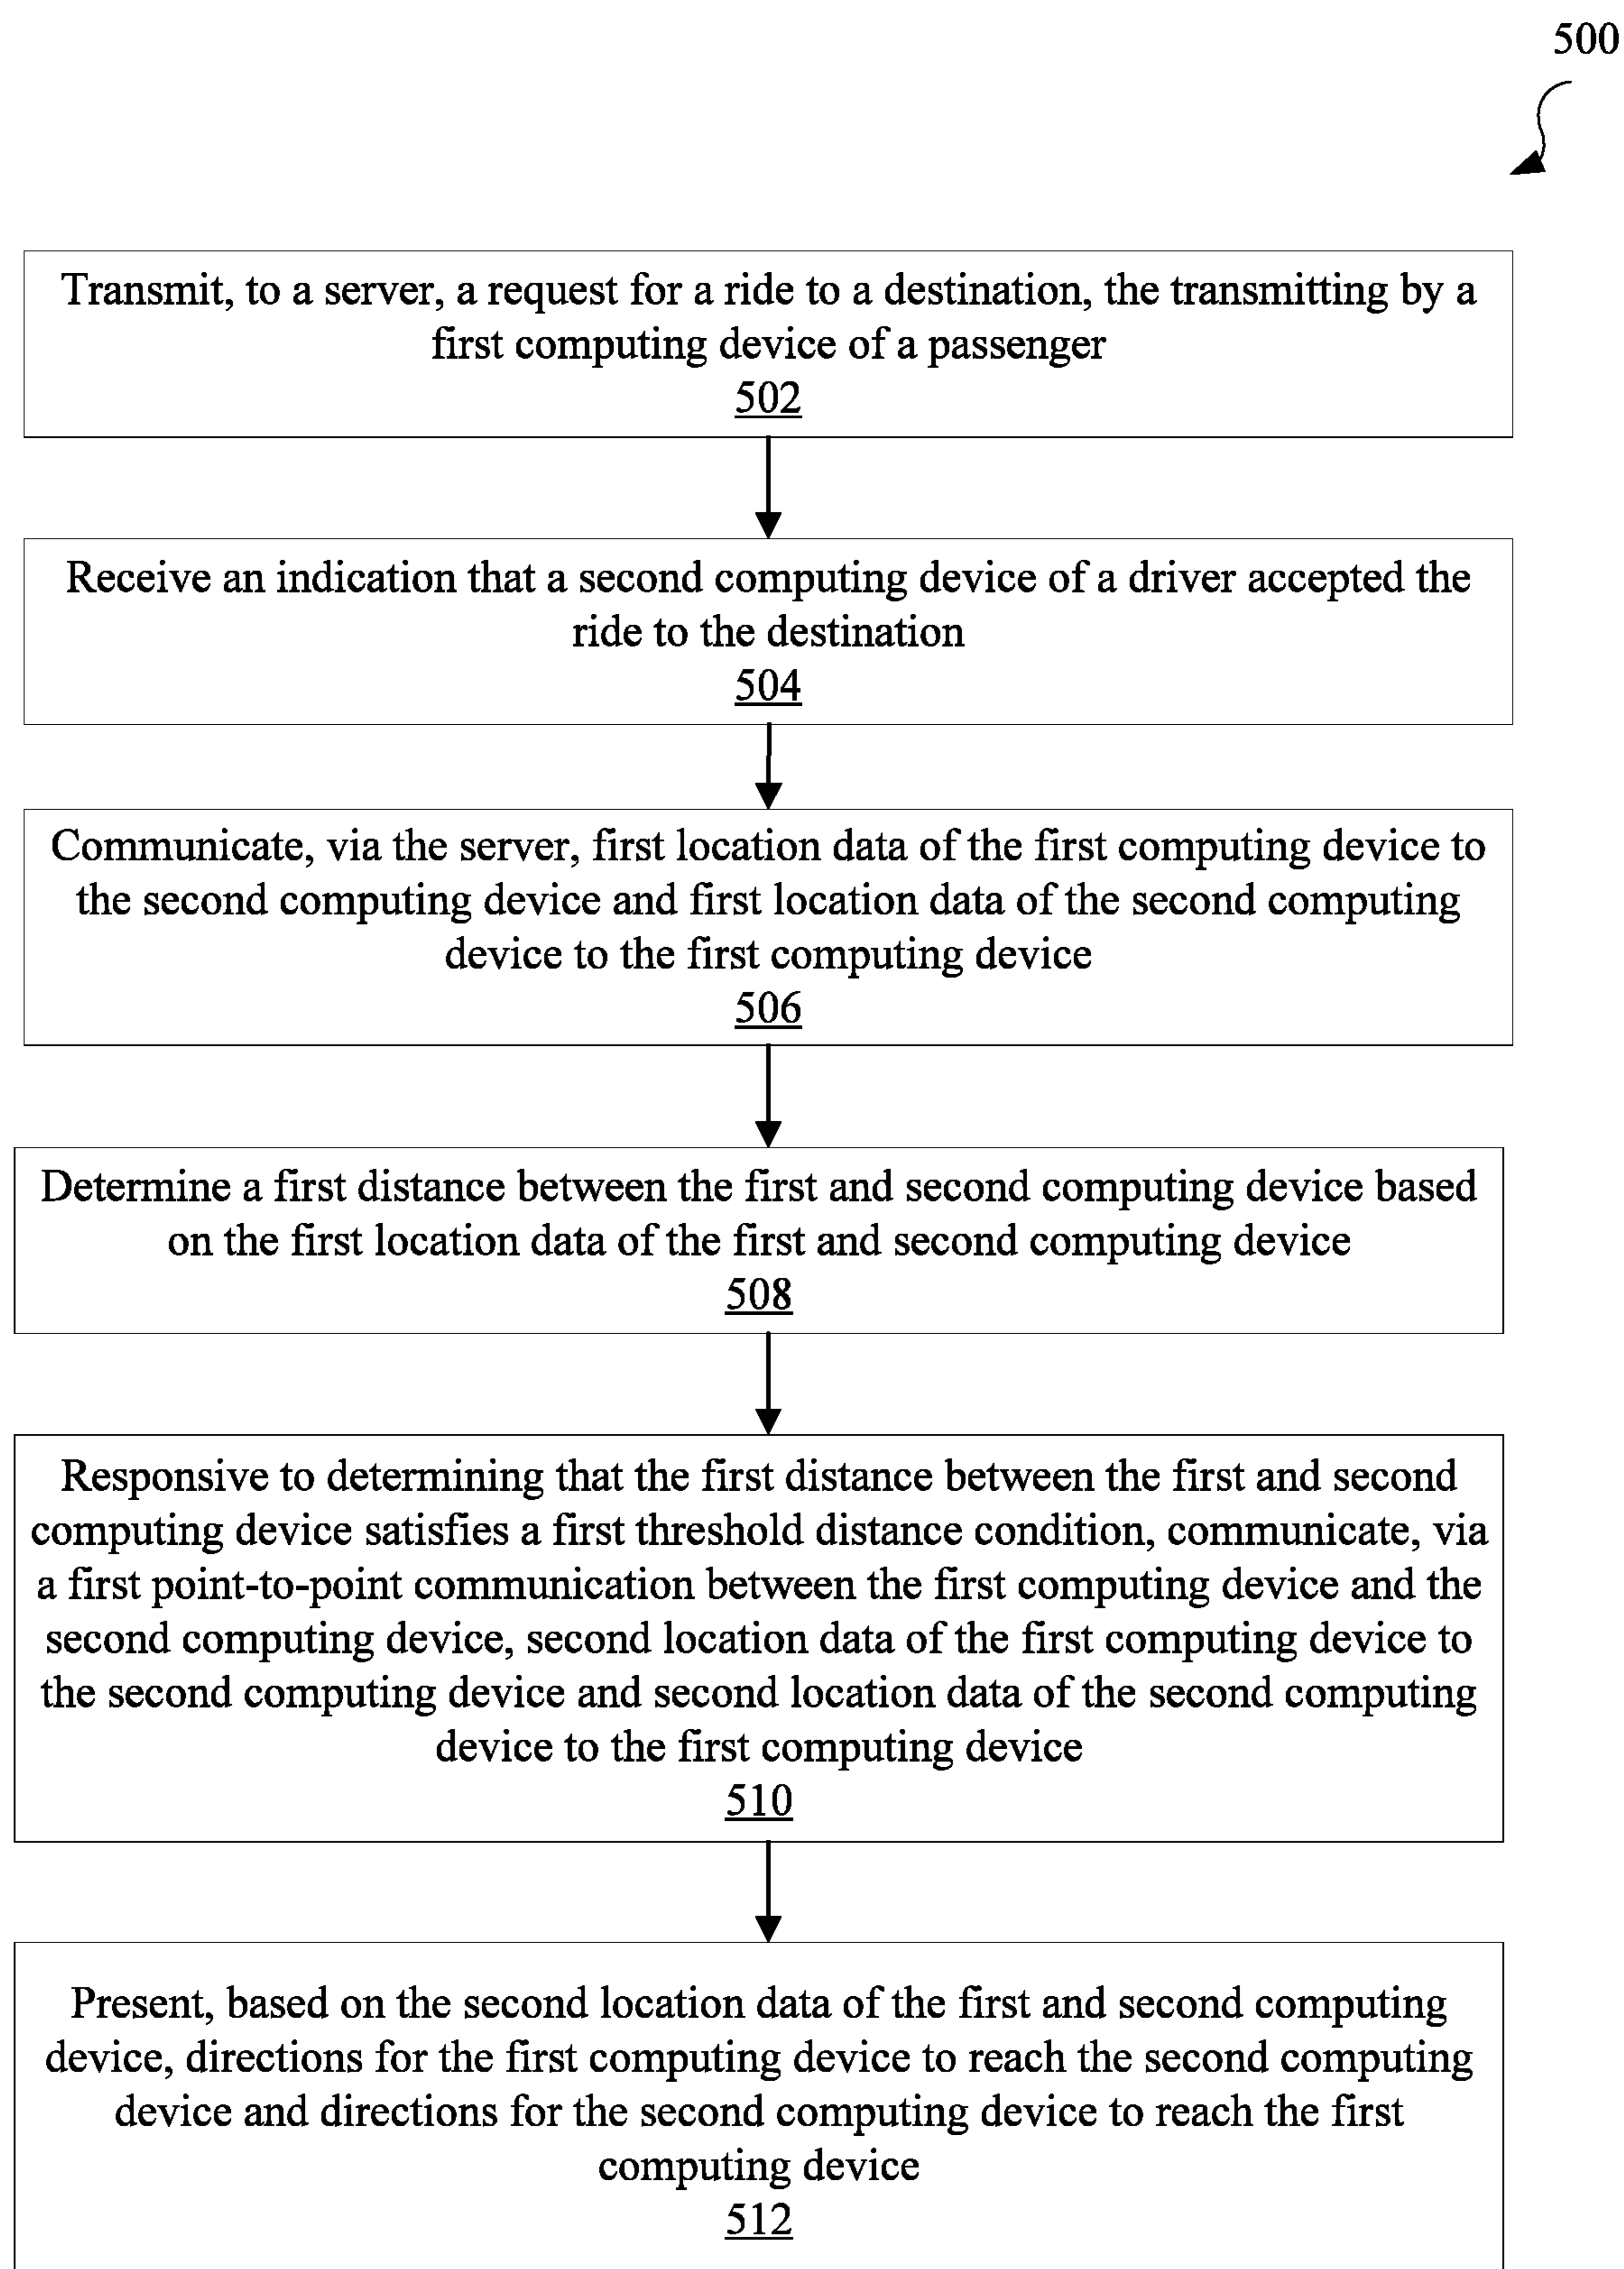 500
Transmit, to a server, a request for a ride to a destination, the transmitting by a
first computing device of a passenger
502
Receive an indication that a second computing device of a driver accepted the
ride to the destination
504
Communicate, via the server, first location data of the first computing device to
the second computing device and first location data of the second computing
device to the first computing device
506
Determine a first distance between the first and second computing device based
on the first location data of the first and second computing device
508
Responsive to determining that the first distance between the first and second
computing device satisfies a first threshold distance condition, communicate, via
a first point-to-point communication between the first computing device and the
second computing device, second location data of the first computing device to
the second computing device and second location data of the second computing
device to the first computing device
510
Present, based on the second location data of the first and second computing
device, directions for the first computing device to reach the second computing
device and directions for the second computing device to reach the first
computing device
512